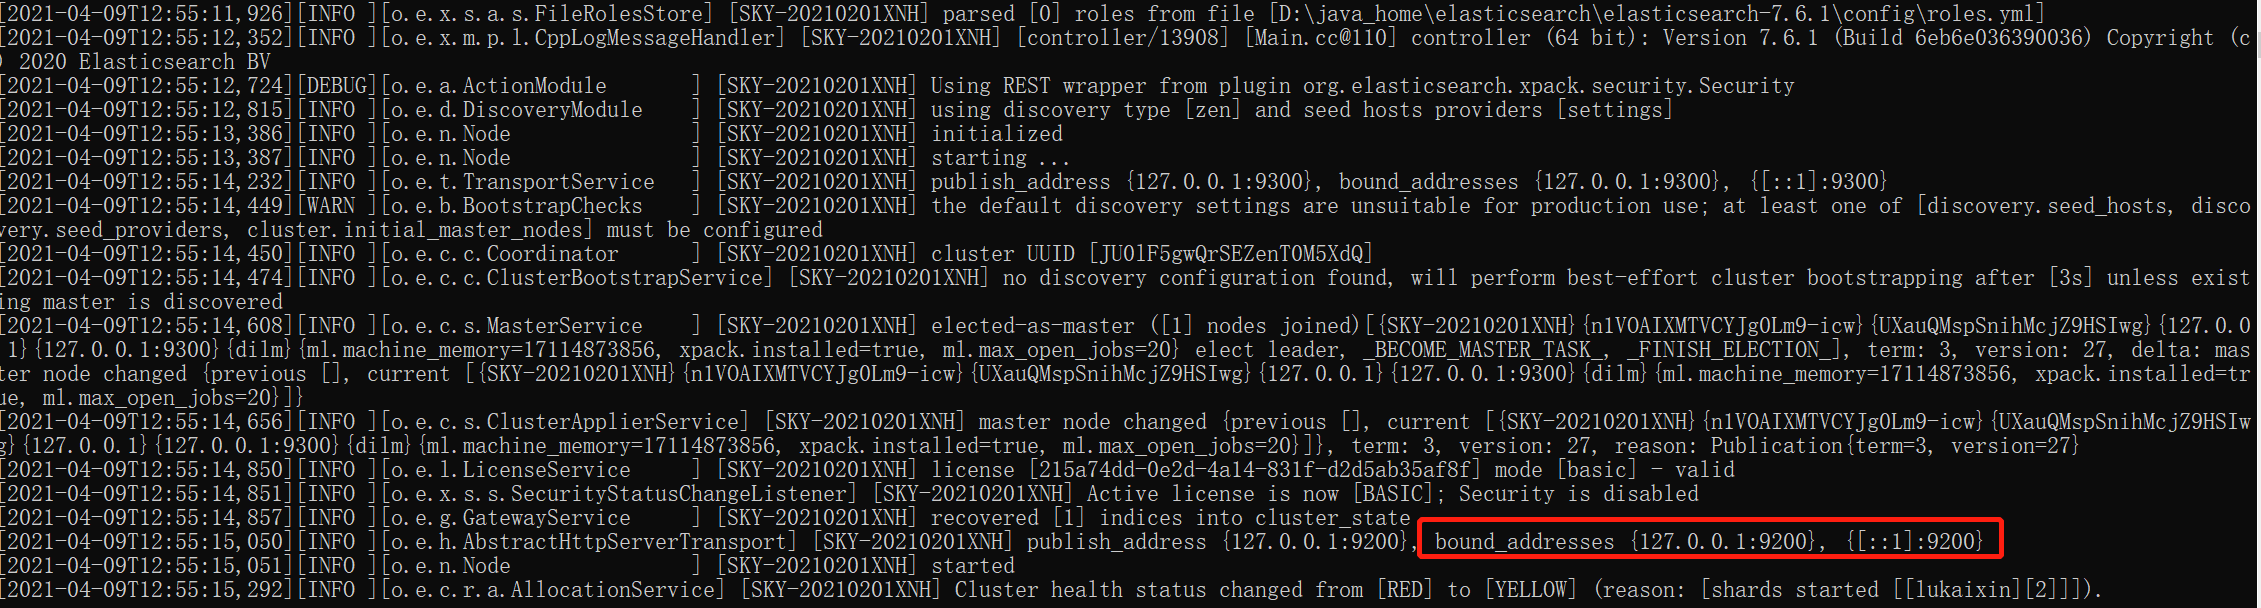 [2021-04-09T12:55:11,926][INFO ][o.e.x.s.a.s.FileRolesStore] [SKY-20210201XNH] parsed [0] roles from file [D:\java_home\elasticsearch\elasticsearch-7.6.1\config\roles.yml]
[2021-04-09T12:55:12,352][INFO ][o.e.x.m.p.l.CppLogMessageHandler] [SKY-20210201XNH] [controller/13908] [Main.cc@110] controller (64 bit): Version 7.6.1 (Build 6eb6e036390036) Copyright (c
) 2020 Elasticsearch BV
[2021-04-09T12:55:12,724][DEBUG][o.e.a.ActionModule       ] [SKY-20210201XNH] Using REST wrapper from plugin org.elasticsearch.xpack.security.Security
[2021-04-09T12:55:12,815][INFO ][o.e.d.DiscoveryModule    ] [SKY-20210201XNH] using discovery type [zen] and seed hosts providers [settings]
[2021-04-09T12:55:13,386][INFO ][o.e.n.Node               ] [SKY-20210201XNH] initialized
[2021-04-09T12:55:13,387][INFO ][o.e.n.Node               ] [SKY-20210201XNH] starting ...
[2021-04-09T12:55:14,232][INFO ][o.e.t.TransportService   ] [SKY-20210201XNH] publish_address {127.0.0.1:9300}, bound_addresses {127.0.0.1:9300}, {[::1]:9300}
[2021-04-09T12:55:14,449][WARN ][o.e.b.BootstrapChecks    ] [SKY-20210201XNH] the default discovery settings are unsuitable for production use; at least one of [discovery.seed_hosts, disco
very.seed_providers, cluster.initial_master_nodes] must be configured
[2021-04-09T12:55:14,450][INFO ][o.e.c.c.Coordinator      ] [SKY-20210201XNH] cluster UUID [JU0lF5gwQrSEZenT0M5XdQ]
[2021-04-09T12:55:14,474][INFO ][o.e.c.c.ClusterBootstrapService] [SKY-20210201XNH] no discovery configuration found, will perform best-effort cluster bootstrapping after [3s] unless exist
ing master is discovered
[2021-04-09T12:55:14,608][INFO ][o.e.c.s.MasterService    ] [SKY-20210201XNH] elected-as-master ([1] nodes joined)[{SKY-20210201XNH}{n1VOAIXMTVCYJg0Lm9-icw}{UXauQMspSnihMcjZ9HSIwg}{127.0.0
.1}{127.0.0.1:9300}{dilm}{ml.machine_memory=17114873856, xpack.installed=true, ml.max_open_jobs=20} elect leader, _BECOME_MASTER_TASK_, _FINISH_ELECTION_], term: 3, version: 27, delta: mas
ter node changed {previous [], current [{SKY-20210201XNH}{n1VOAIXMTVCYJg0Lm9-icw}{UXauQMspSnihMcjZ9HSIwg}{127.0.0.1}{127.0.0.1:9300}{dilm}{ml.machine_memory=17114873856, xpack.installed=tr
ue, ml.max_open_jobs=20}]}
[2021-04-09T12:55:14,656][INFO ][o.e.c.s.ClusterApplierService] [SKY-20210201XNH] master node changed {previous [], current [{SKY-20210201XNH}{n1VOAIXMTVCYJg0Lm9-icw}{UXauQMspSnihMcjZ9HSIw
g}{127.0.0.1}{127.0.0.1:9300}{dilm}{ml.machine_memory=17114873856, xpack.installed=true, ml.max_open_jobs=20}]}, term: 3, version: 27, reason: Publication{term=3, version=27}
[2021-04-09T12:55:14,850][INFO ][o.e.l.LicenseService     ] [SKY-20210201XNH] license [215a74dd-0e2d-4a14-831f-d2d5ab35af8f] mode [basic] - valid
[2021-04-09T12:55:14,851][INFO ][o.e.x.s.s.SecurityStatusChangeListener] [SKY-20210201XNH] Active license is now [BASIC]; Security is disabled
[2021-04-09T12:55:14,857][INFO ][o.e.g.GatewayService     ] [SKY-20210201XNH] recovered [1] indices into cluster_state
[2021-04-09T12:55:15,050][INFO ][o.e.h.AbstractHttpServerTransport] [SKY-20210201XNH] publish_address {127.0.0.1:9200}, bound_addresses {127.0.0.1:9200}, {[::1]:9200}
[2021-04-09T12:55:15,051][INFO ][o.e.n.Node               ] [SKY-20210201XNH] started
[2021-04-09T12:55:15,292][INFO ][o.e.c.r.a.AllocationService] [SKY-20210201XNH] Cluster health status changed from [RED] to [YELLOW] (reason: [shards started [[lukaixin][2]]]).